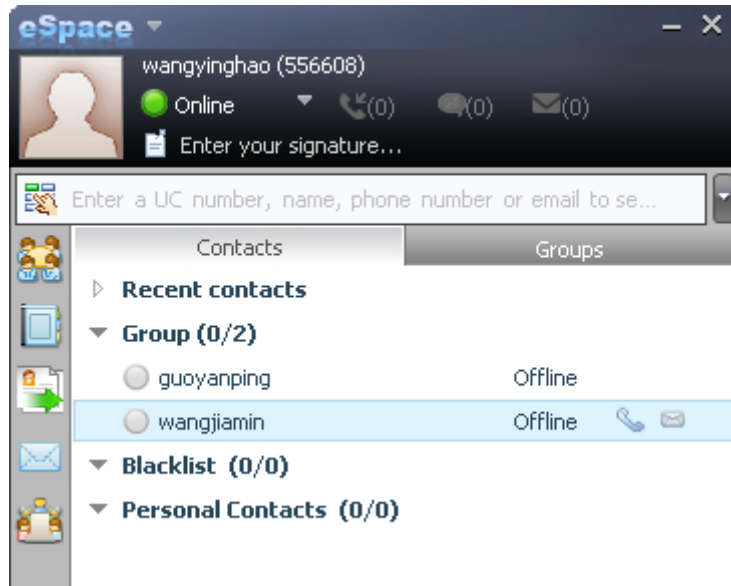 eSpace
wangyinghao (556608)
Online (0) (0) (0)
Enter your signature...
Enter a UC number, name, phone number or email to se...
Contacts Groups
Recent contacts
Group (0/2)
guoyanping Offline
wangjiamin Offline
Blacklist (0/0)
Personal Contacts (0/0)